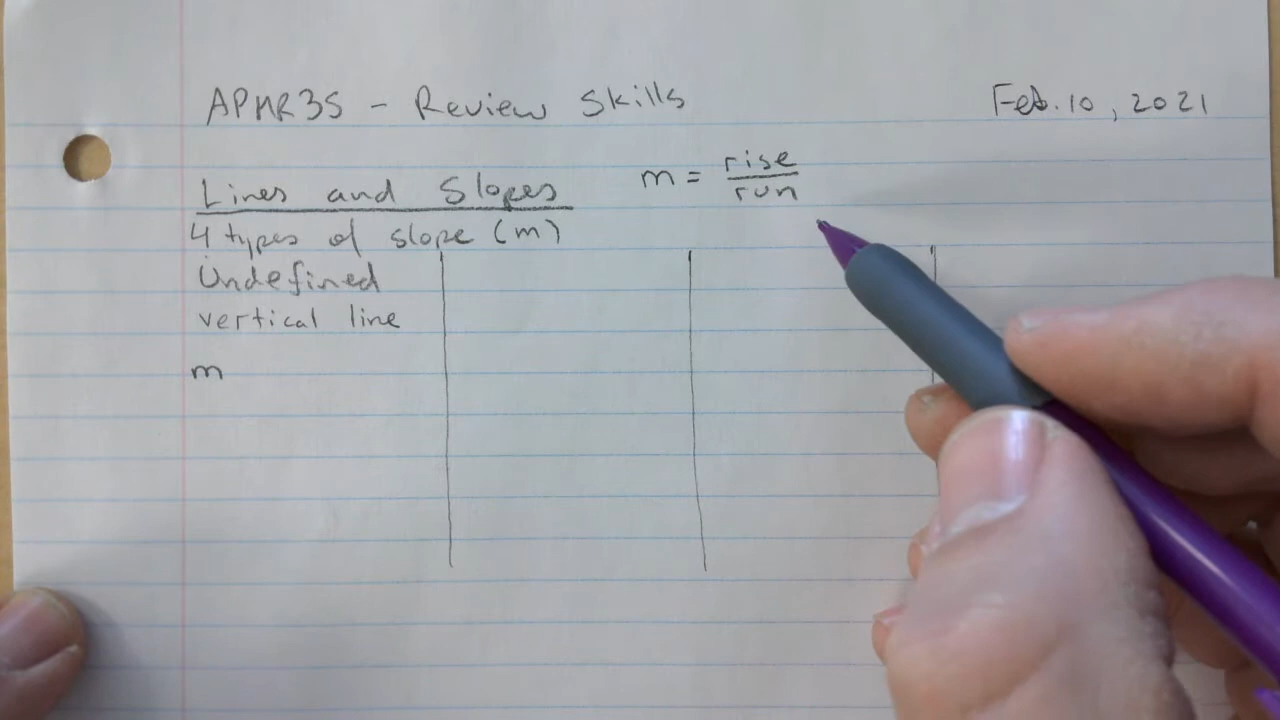 APMR3S - Review Skills
Feb. 10, 2021
Lines and Slopes
m = rise/run
4 types of slope (m)
Undefined
vertical line
m